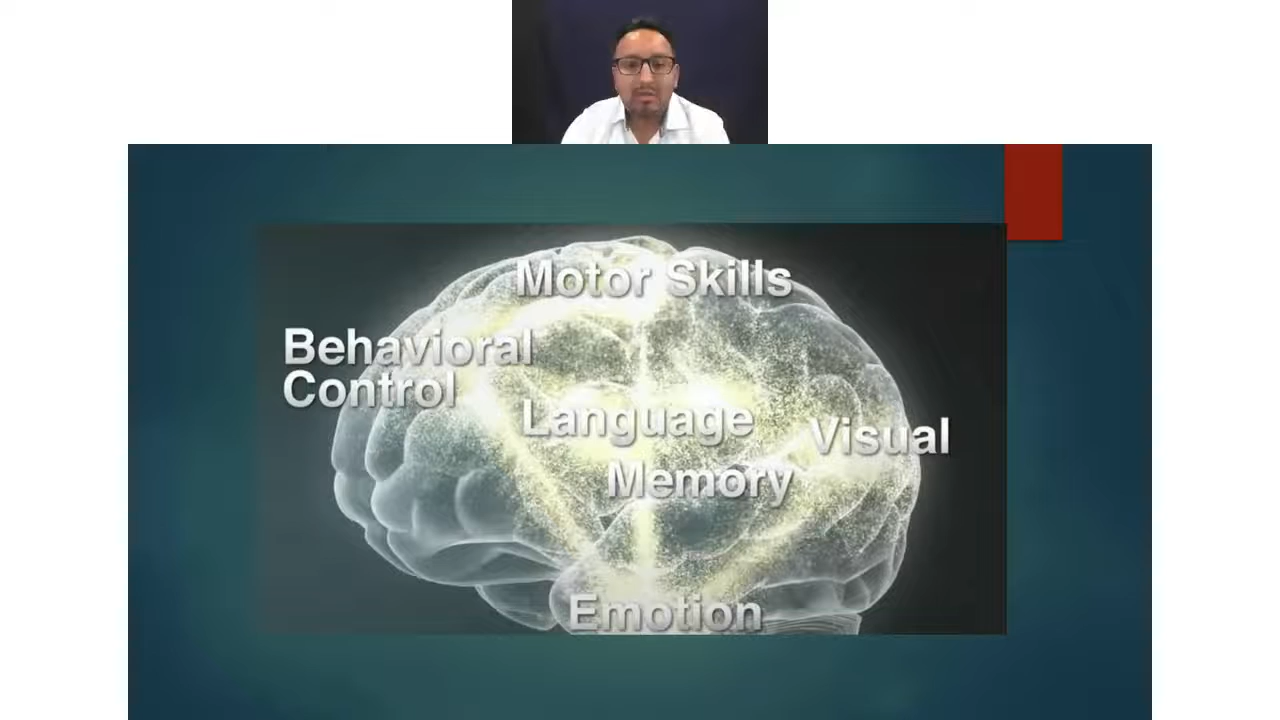 Motor Skills
Behavioral
Control
Language
Visual
Memory
Emotion